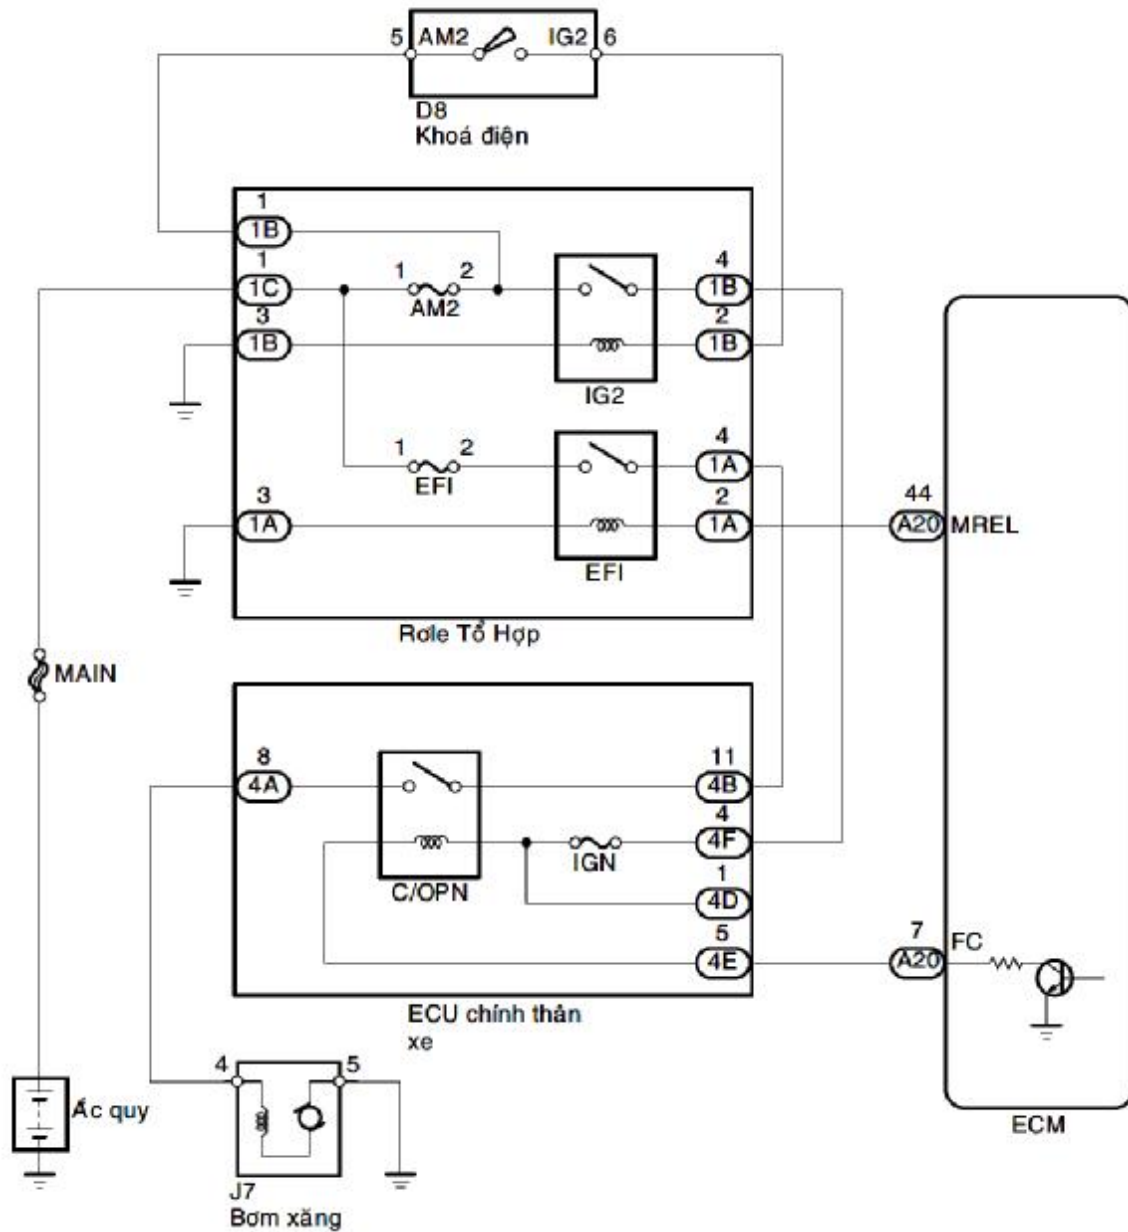 5 AM2 IG2 6
D8
Khoá điện
1
1B
1
1C
1 2
AM2
4
1B
3
1B
2
1B
IG2
1 2
EFI
4
1A
3
1A
2
1A
EFI
44
A20 MREL
Rơle Tổ Hợp
MAIN
8
4A
11
4B
4
4F
IGN
C/OPN
1
4D
5
4E
7
A20
FC
ECU chính thân
xe
4 5
Ắc quy
ECM
J7
Bơm xăng